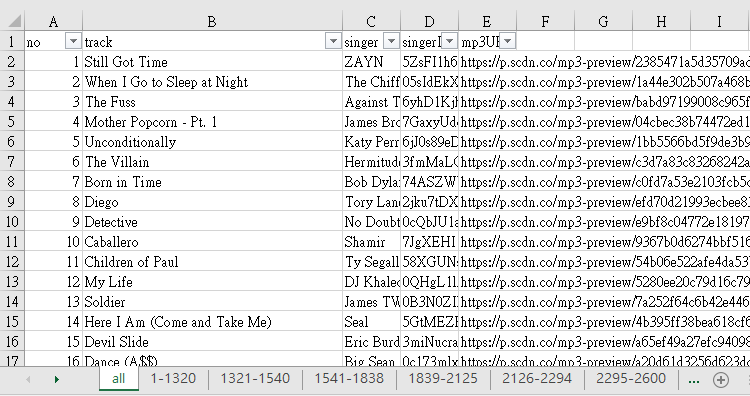 A B C D E F G H I
1 no track singer singerI mp3UI
2 1 Still Got Time ZAYN 5ZsFI1h6 https://p.scdn.co/mp3-preview/2385471a5d35709ad
3 2 When I Go to Sleep at Night The Chiff 05sIdEkX https://p.scdn.co/mp3-preview/1a44e302b507a468b
4 3 The Fuss Against T 6yhD1Kjl https://p.scdn.co/mp3-preview/babd97199008c965f
5 4 Mother Popcorn - Pt. 1 James Bro 7GaxyUd https://p.scdn.co/mp3-preview/04cbec38b74472ed1
6 5 Unconditionally Katy Perr 6jJ0s89eD https://p.scdn.co/mp3-preview/1bb5566bd5f9de3b9
7 6 The Villain Hermitud 3fmMaL https://p.scdn.co/mp3-preview/c3d7a83c83268242a
8 7 Born in Time Bob Dyla 74ASZW https://p.scdn.co/mp3-preview/c0fd7a53e2103fcb5
9 8 Diego Tory Lan 2jku7tDX https://p.scdn.co/mp3-preview/efd70d21993ecbee8
10 9 Detective No Doubt 0cQbJU1a https://p.scdn.co/mp3-preview/e9bf8c04772e18197
11 10 Caballero Shamir 7JgXEHI https://p.scdn.co/mp3-preview/9367b0d6274bbf516
12 11 Children of Paul Ty Segall 58XGUN https://p.scdn.co/mp3-preview/54b06e522afe4da53
13 12 My Life DJ Khaled 0QHgL1l https://p.scdn.co/mp3-preview/5280ee20c79d16c79
14 13 Soldier James TW 0B3N0ZI https://p.scdn.co/mp3-preview/7a252f64c6b42e446
15 14 Here I Am (Come and Take Me) Seal 5GtMEZ https://p.scdn.co/mp3-preview/4b395ff38bea618cf6
16 15 Devil Slide Eric Burd 3miNucra https://p.scdn.co/mp3-preview/a65ef49a27efc94098
17 16 Dance (A$$) Big Sean 0c173mlx https://p.scdn.co/mp3-preview/a20d61d3256d623d
all 1-1320 1321-1540 1541-1838 1839-2125 2126-2294 2295-2600 ...